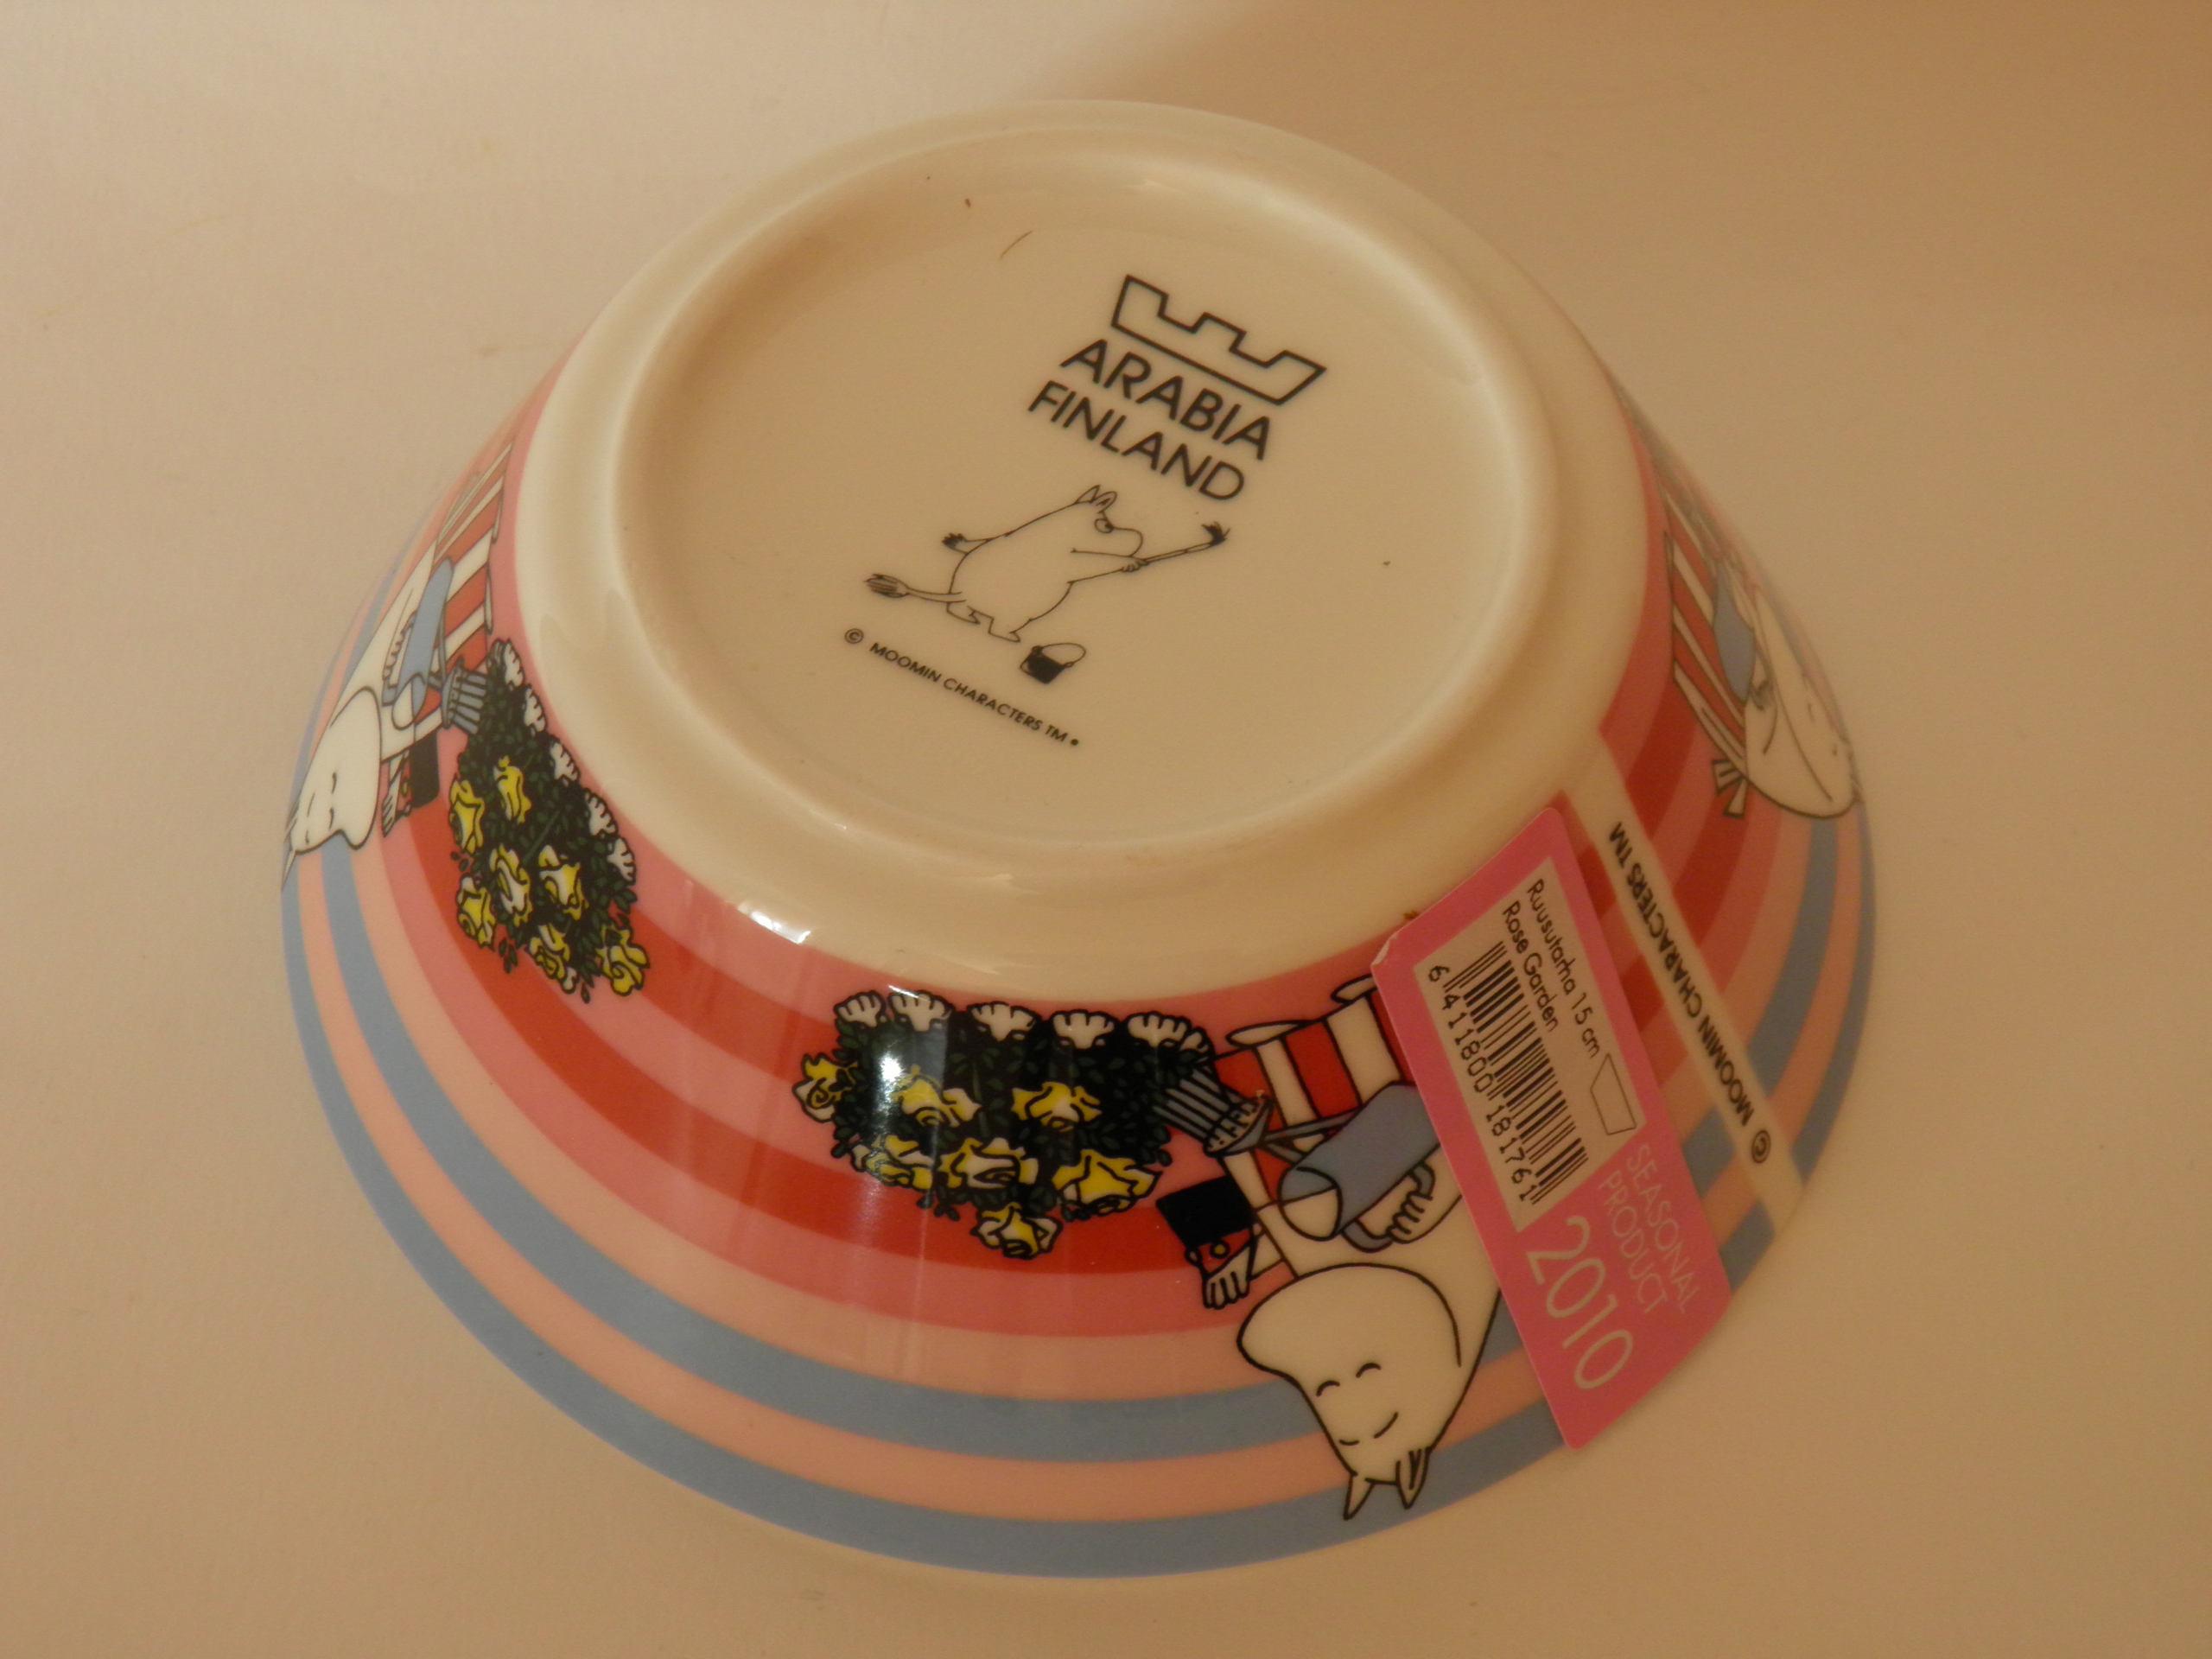 ARABIA
FINLAND
© MOOMIN CHARACTERS TM
Ruusutarha 15 cm
Rose Garden
6 411800 181761
SEASONAL
PRODUCT
2010
© MOOMIN CHARACTERS TM